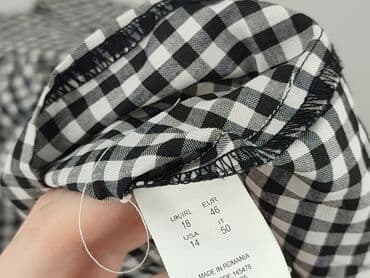 UK/IRL EUR
18 46
USA IT
14 50
MADE IN ROMANIA